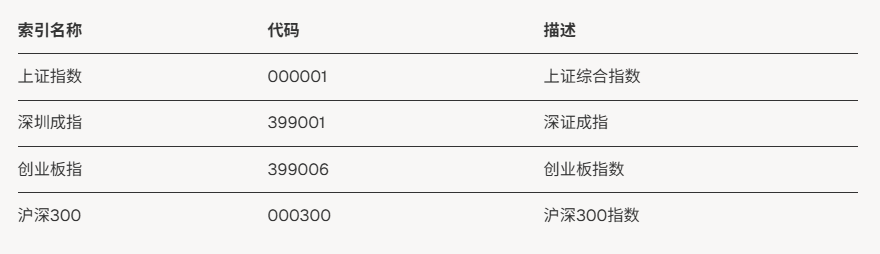 索引名称 代码 描述
上证指数 000001 上证综合指数
深圳成指 399001 深证成指
创业板指 399006 创业板指数
沪深300 000300 沪深300指数